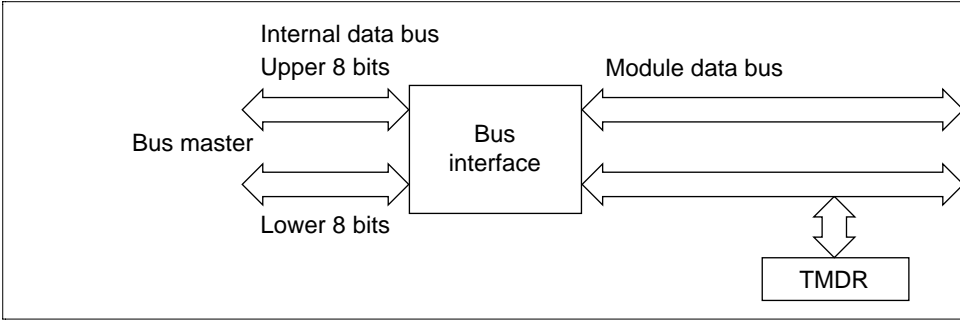 Internal data bus
Upper 8 bits
Module data bus
Bus master
Bus
interface
Lower 8 bits
TMDR